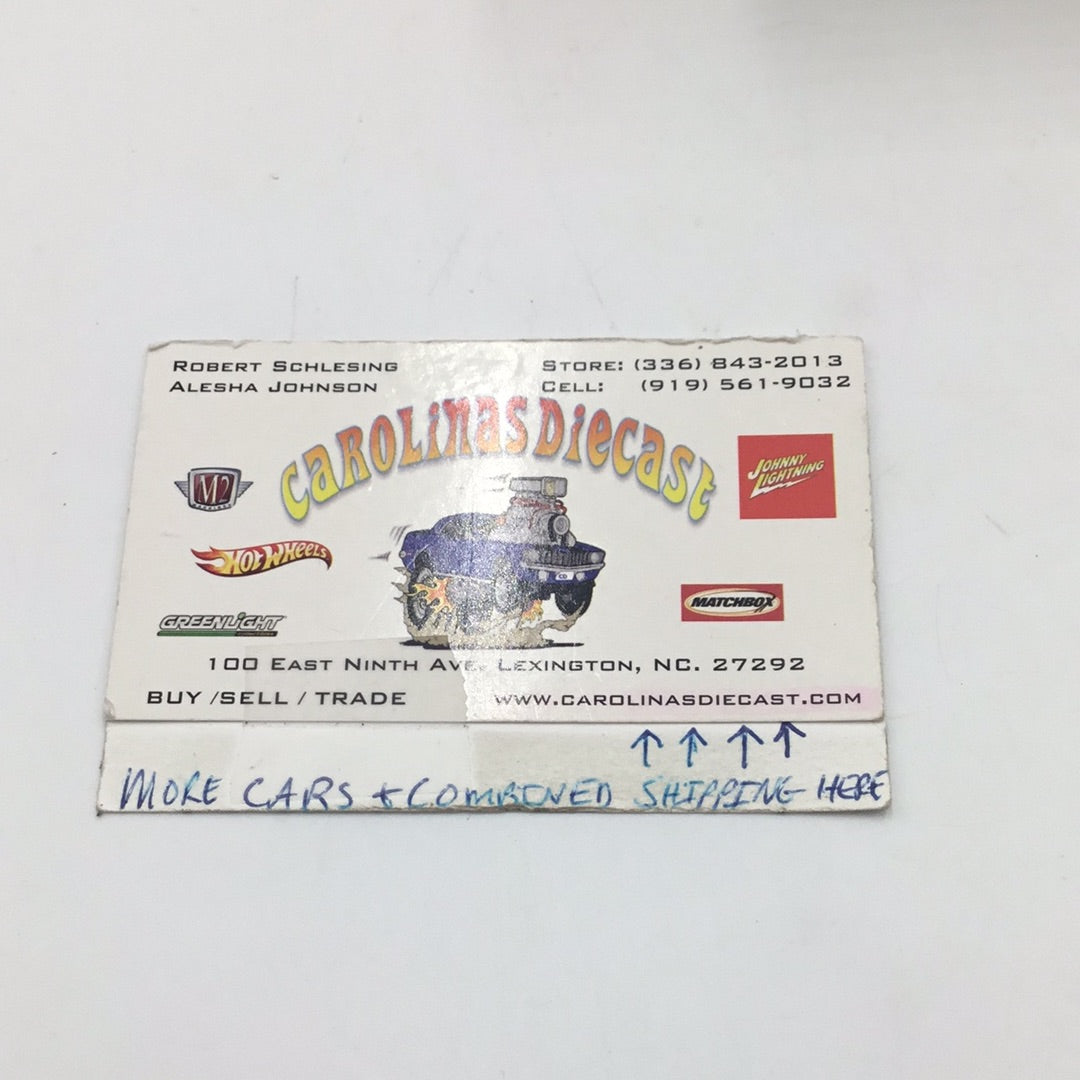 ROBERT SCHLESING
ALESHA JOHNSON
STORE: (336) 843-2013
CELL: (919) 561-9032
CAROLINAS DIECAST
M2
JOHNNY LIGHTNING
HOT WHEELS
CD
MATCHBOX
GREENLIGHT
100 EAST NINTH AVE. LEXINGTON, NC. 27292
BUY /SELL / TRADE
WWW.CAROLINASDIECAST.COM
MORE CARS + COMBINED SHIPPING HERE